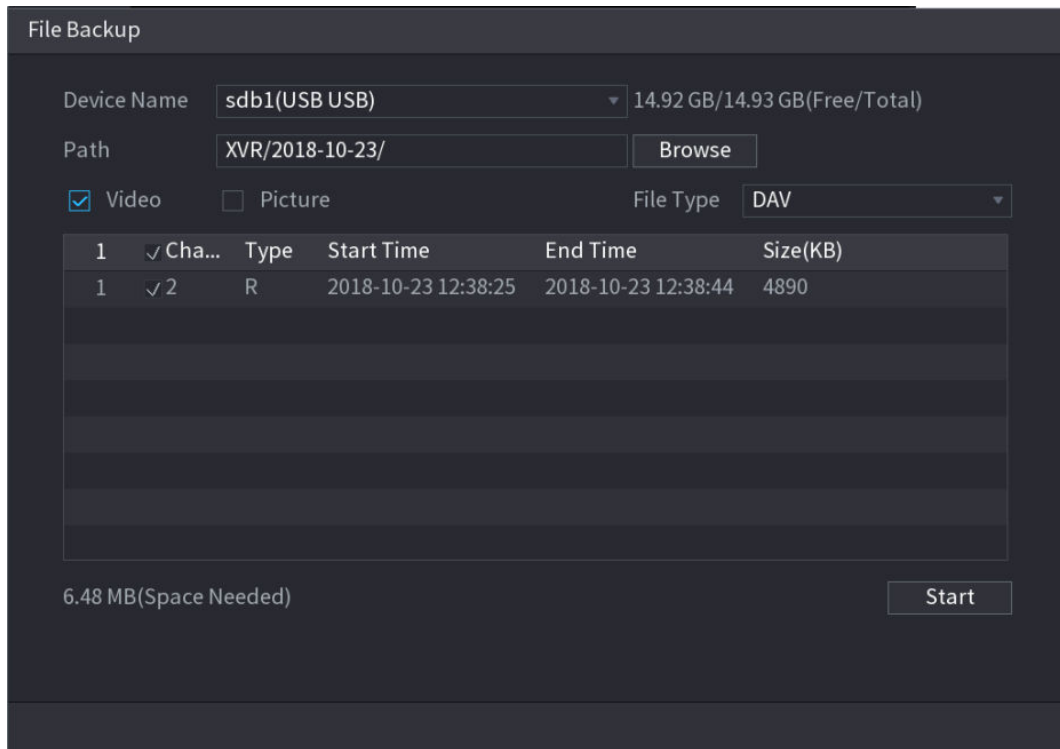 File Backup
Device Name sdb1(USB USB) 14.92 GB/14.93 GB(Free/Total)
Path XVR/2018-10-23/ Browse
Video Picture File Type DAV
1 Cha... Type Start Time End Time Size(KB)
1 2 R 2018-10-23 12:38:25 2018-10-23 12:38:44 4890
6.48 MB(Space Needed) Start